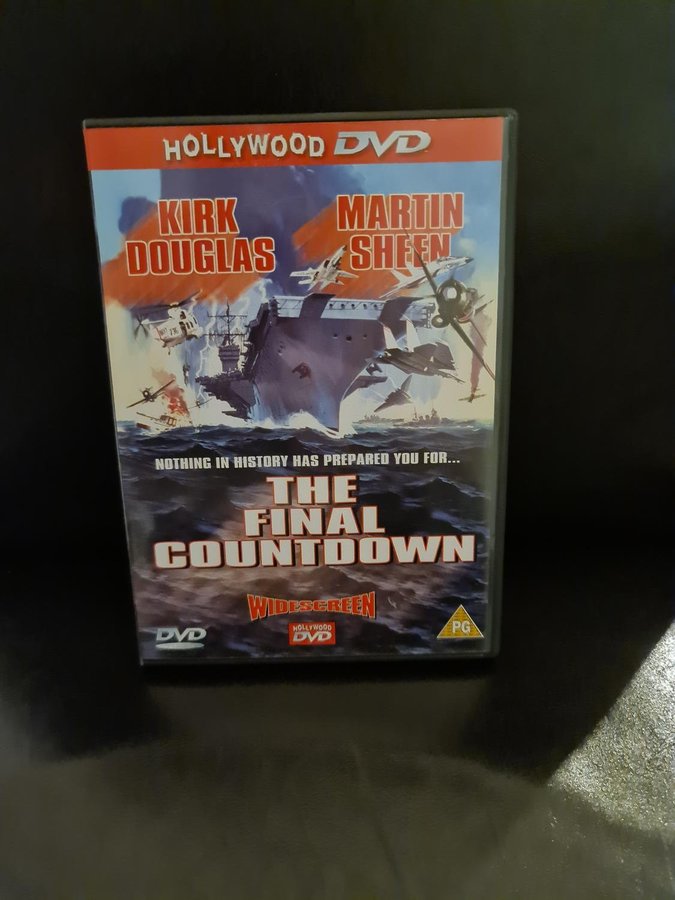 HOLLYWOOD DVD
KIRK
DOUGLAS
MARTIN
SHEEN
NOTHING IN HISTORY HAS PREPARED YOU FOR...
THE
FINAL
COUNTDOWN
WIDESCREEN
DVD
HOLLYWOOD
DVD
PG